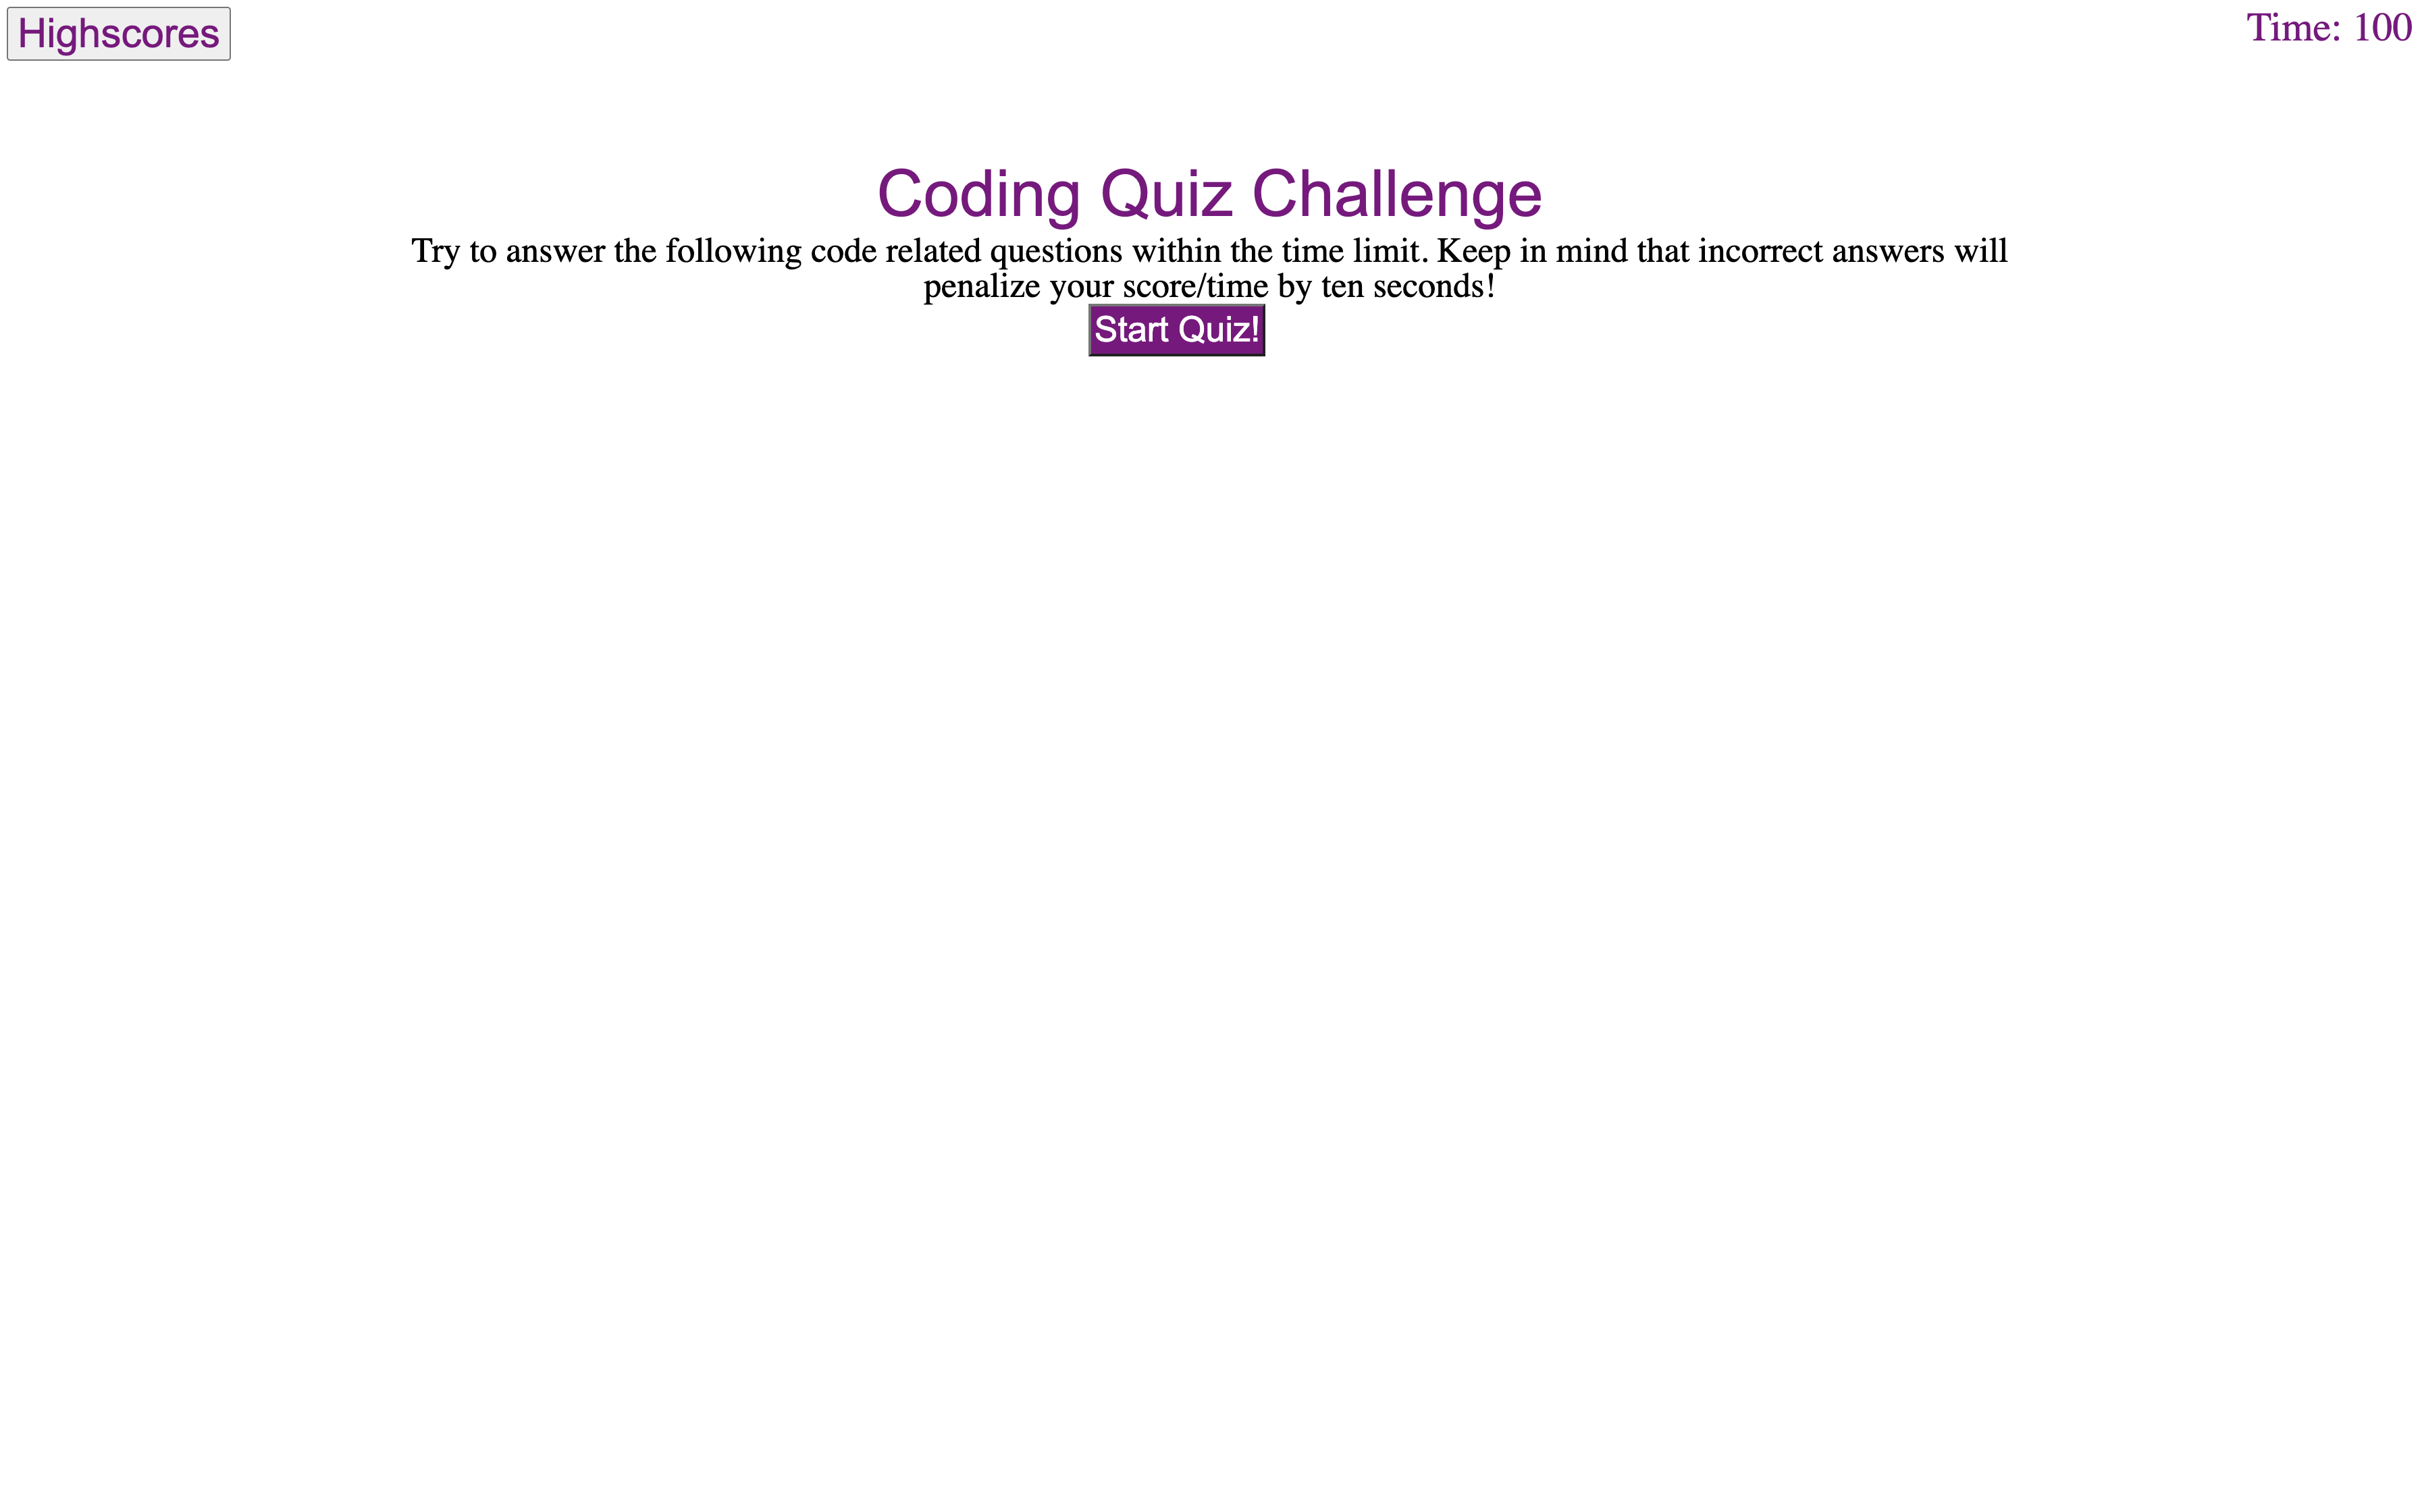 Highscores
Time: 100
Coding Quiz Challenge
Try to answer the following code related questions within the time limit. Keep in mind that incorrect answers will
penalize your score/time by ten seconds!
Start Quiz!